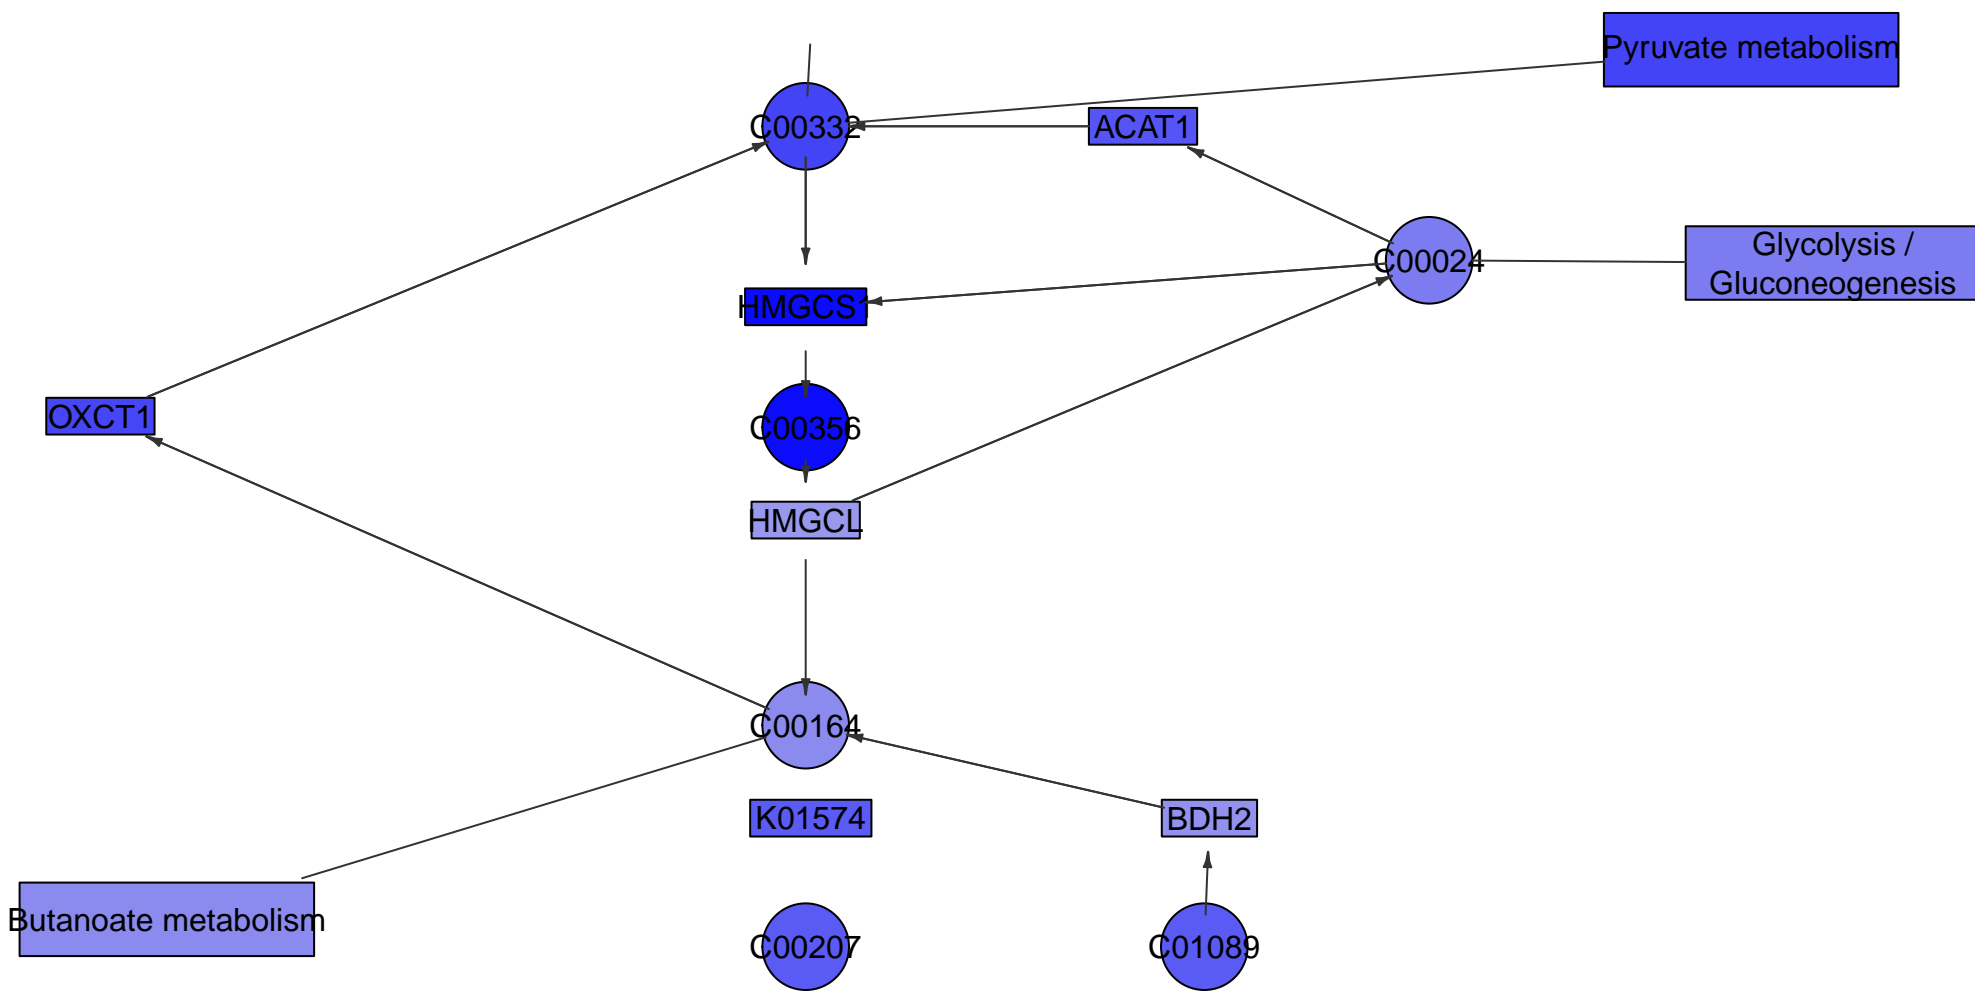 Pyruvate metabolism
C00332
ACAT1
Glycolysis /
Gluconeogenesis
C00024
HMGCS1
OXCT1
C00356
HMGCL
C00164
K01574
BDH2
Butanoate metabolism
C00207
C01089